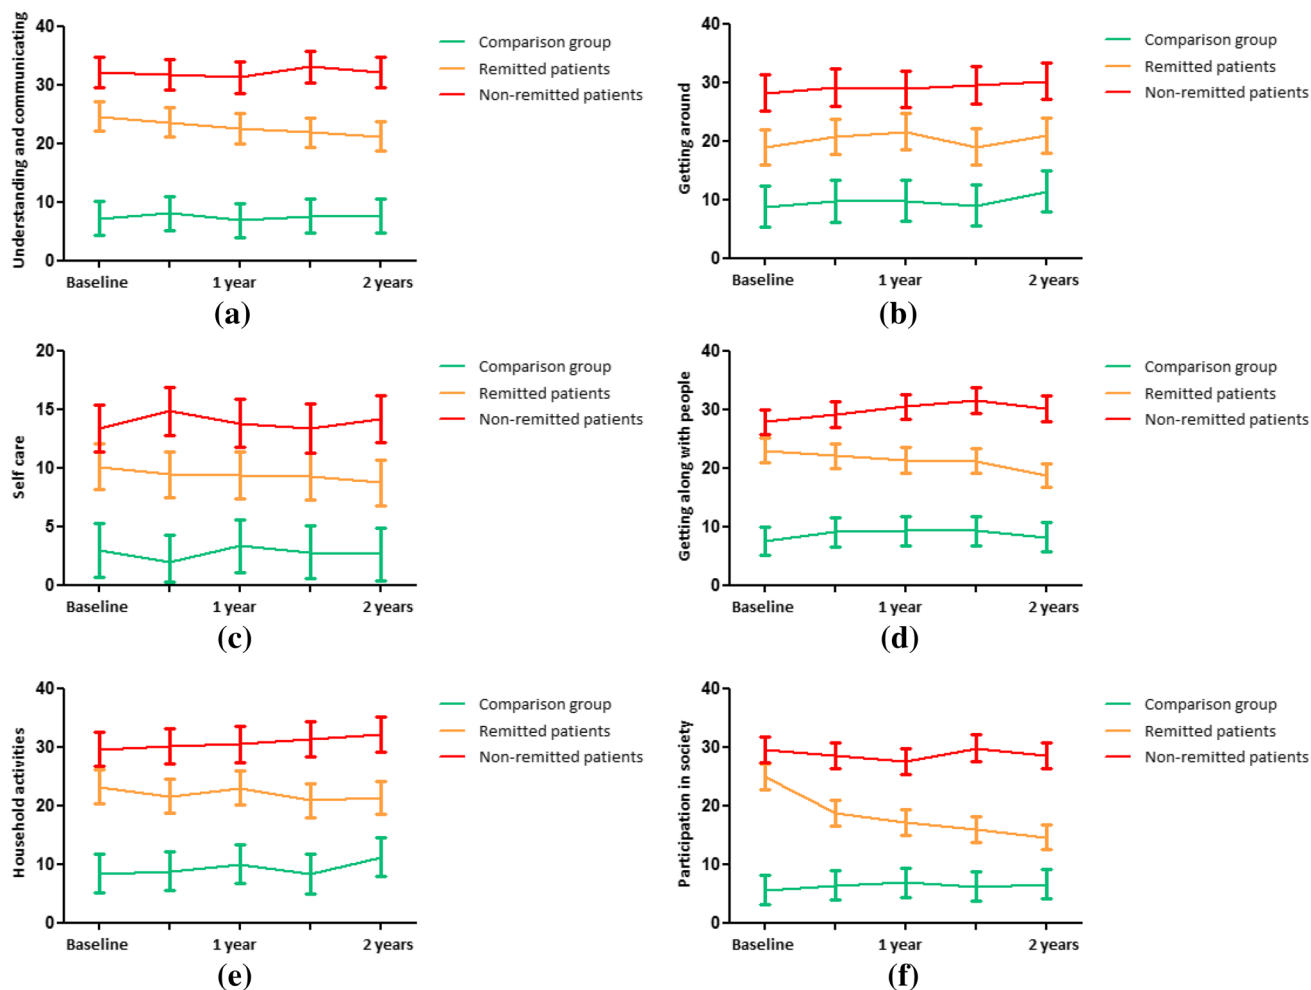 40
30
20
10
0
Understanding and communicating
Baseline
1 year
2 years
Comparison group
Remitted patients
Non-remitted patients
(a)
40
30
20
10
0
Getting around
Baseline
1 year
2 years
Comparison group
Remitted patients
Non-remitted patients
(b)
20
15
10
5
0
Self care
Baseline
1 year
2 years
Comparison group
Remitted patients
Non-remitted patients
(c)
40
30
20
10
0
Getting along with people
Baseline
1 year
2 years
Comparison group
Remitted patients
Non-remitted patients
(d)
40
30
20
10
0
Household activities
Baseline
1 year
2 years
Comparison group
Remitted patients
Non-remitted patients
(e)
40
30
20
10
0
Participation in society
Baseline
1 year
2 years
Comparison group
Remitted patients
Non-remitted patients
(f)